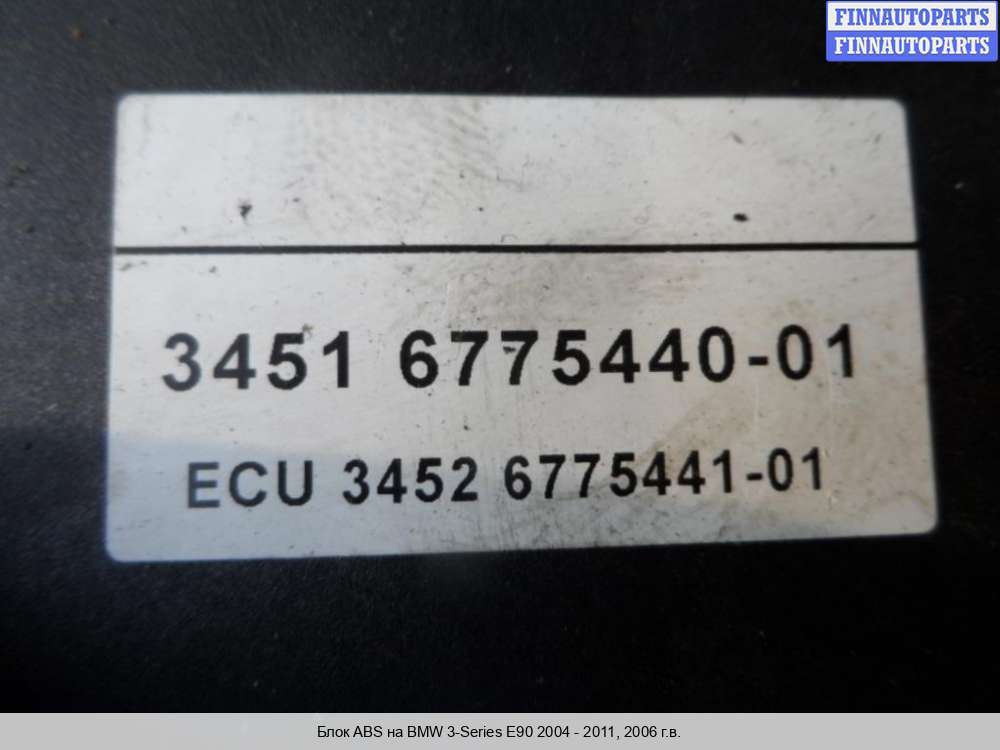 FINNAUTOPARTS
FINNAUTOPARTS
3451 6775440-01
ECU 3452 6775441-01
Блок ABS на BMW 3-Series E90 2004 - 2011, 2006 г.в.